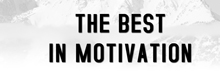 THE BEST
IN MOTIVATION